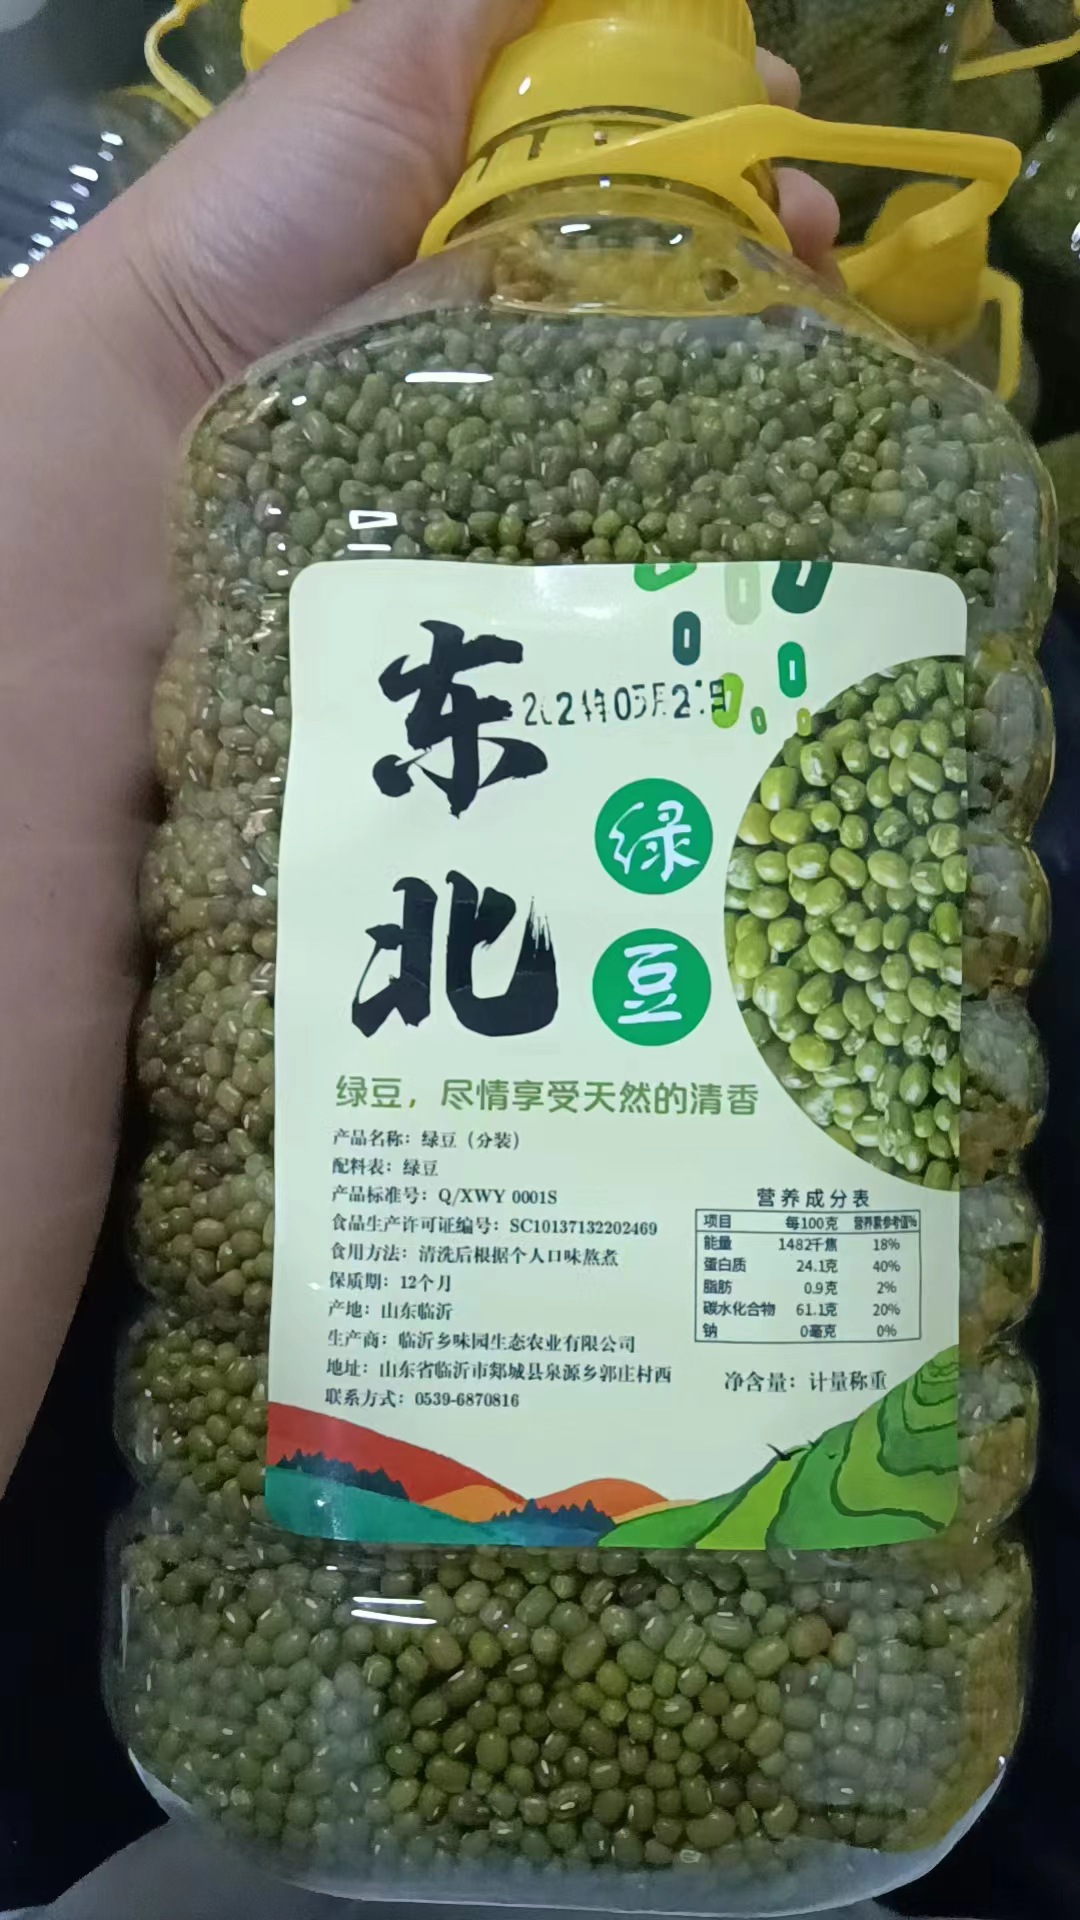 东北
绿豆
绿豆，尽情享受天然的清香
产品名称：绿豆（分装）
配料表：绿豆
产品标准号：Q/XWY 0001S
食品生产许可证编号：SC10137132202469
食用方法：清洗后根据个人口味熬煮
保质期：12个月
产地：山东临沂
生产商：临沂乡味园生态农业有限公司
地址：山东省临沂市郯城县泉源乡郭庄村西
联系方式：0539-6870816
营养成分表
项目 每100克 营养素参考值%
能量 1482千焦 18%
蛋白质 24.1克 40%
脂肪 0.9克 2%
碳水化合物 61.1克 20%
钠 0毫克 0%
净含量：计量称重